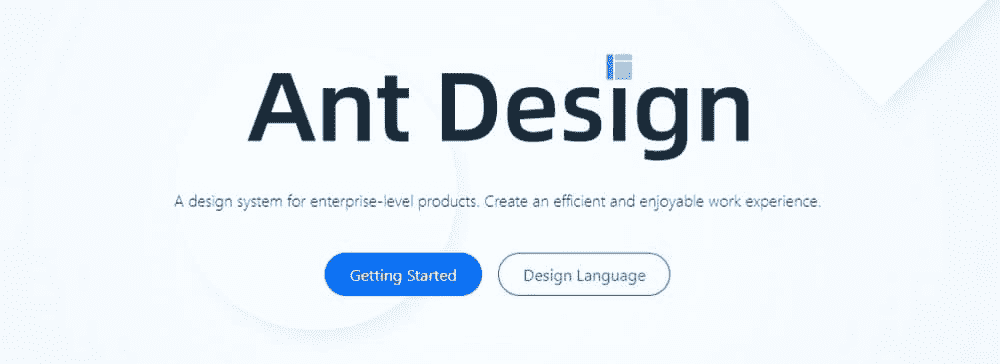 Ant Design
A design system for enterprise-level products. Create an efficient and enjoyable work experience.
Getting Started
Design Language